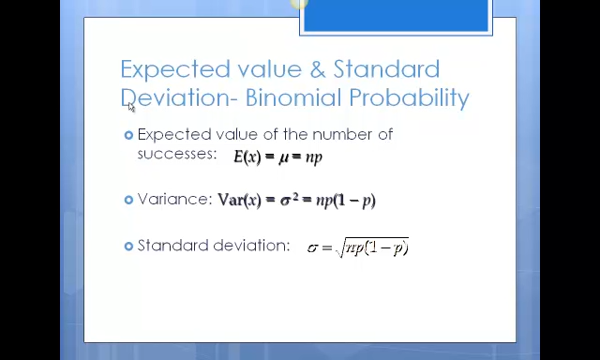 Expected value & Standard
Deviation- Binomial Probability
Expected value of the number of
successes: E(x) = μ = np
Variance: Var(x) = σ² = np(1 − p)
Standard deviation: σ = √np(1 − p)